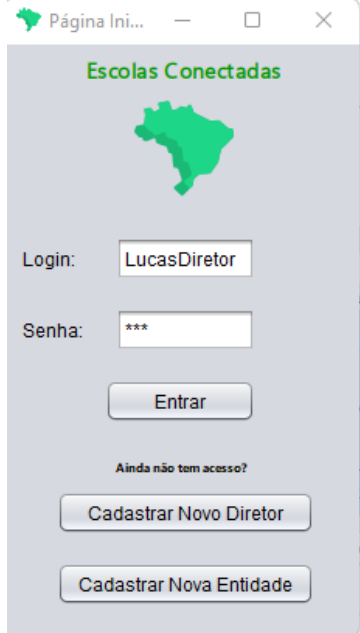 Página Ini...
Escolas Conectadas
Login: LucasDiretor
Senha: ***
Entrar
Ainda não tem acesso?
Cadastrar Novo Diretor
Cadastrar Nova Entidade